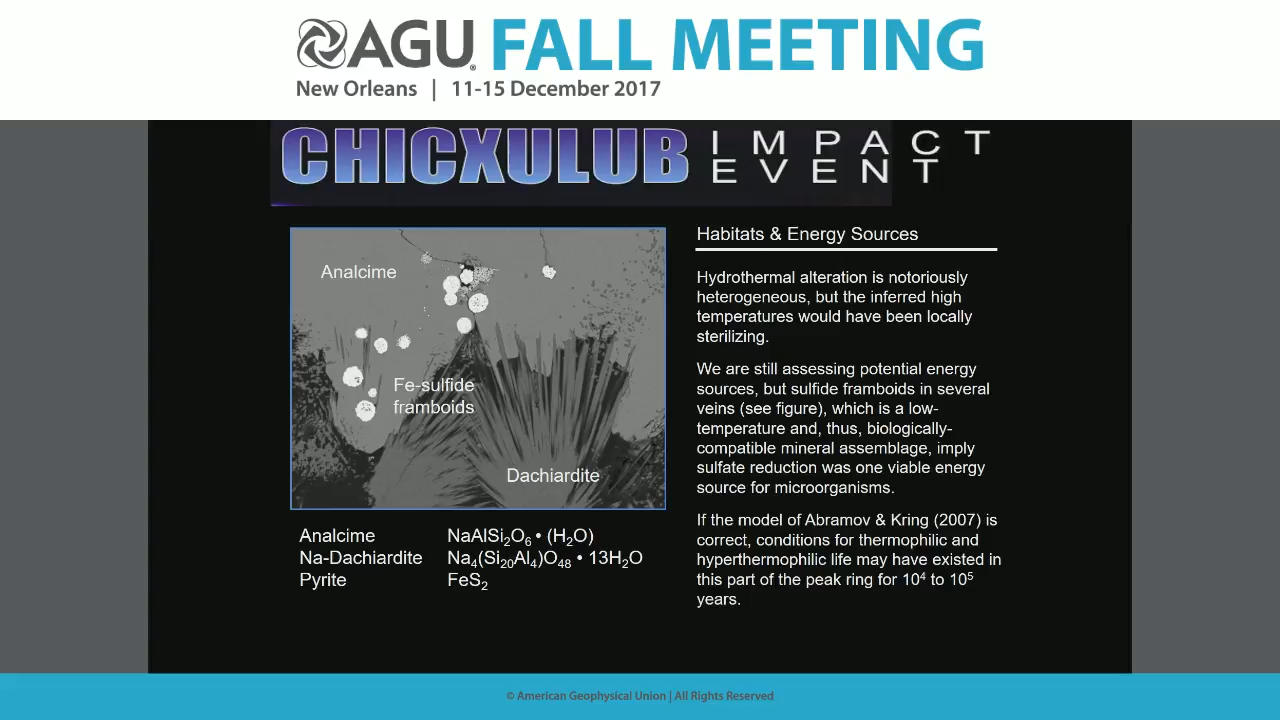 AGU FALL MEETING
New Orleans | 11-15 December 2017
CHICXULUB IMPACT EVENT
Analcime
Fe-sulfide
framboids
Dachiardite
Analcime NaAlSi₂O₆ • (H₂O)
Na-Dachiardite Na₄(Si₂₀Al₄)O₄₈ • 13H₂O
Pyrite FeS₂
Habitats & Energy Sources
Hydrothermal alteration is notoriously
heterogeneous, but the inferred high
temperatures would have been locally
sterilizing.
We are still assessing potential energy
sources, but sulfide framboids in several
veins (see figure), which is a low-
temperature and, thus, biologically-
compatible mineral assemblage, imply
sulfate reduction was one viable energy
source for microorganisms.
If the model of Abramov & Kring (2007) is
correct, conditions for thermophilic and
hyperthermophilic life may have existed in
this part of the peak ring for 10⁴ to 10⁵
years.
© American Geophysical Union | All Rights Reserved